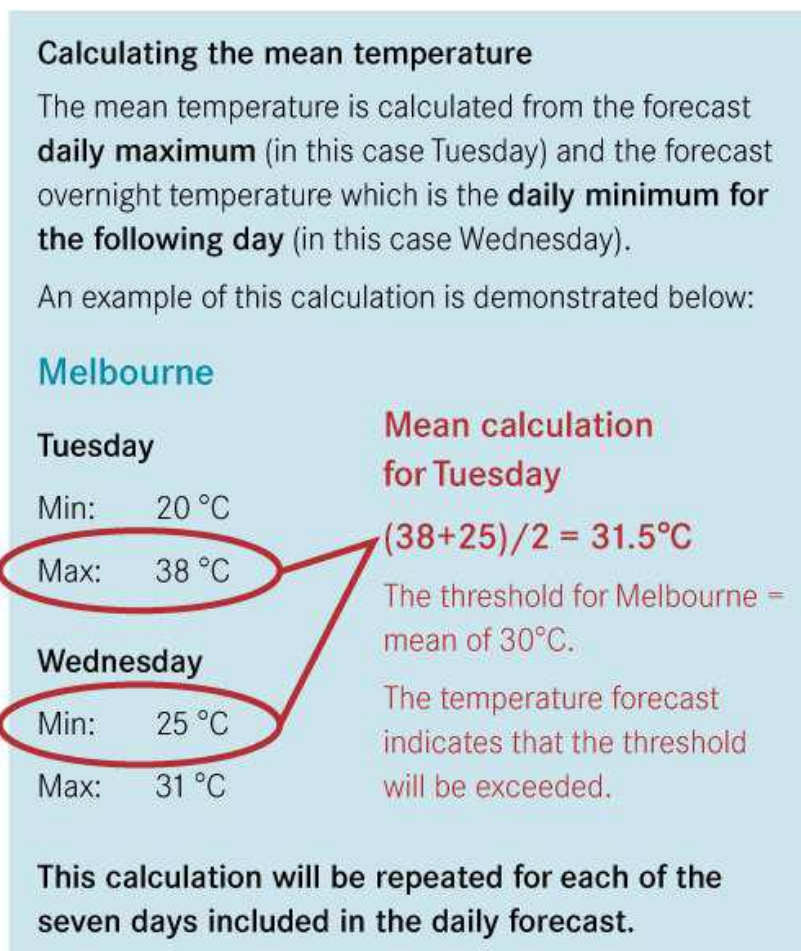 Calculating the mean temperature
The mean temperature is calculated from the forecast
daily maximum (in this case Tuesday) and the forecast
overnight temperature which is the daily minimum for
the following day (in this case Wednesday).
An example of this calculation is demonstrated below:
Melbourne
Tuesday
Min: 20 °C
Max: 38 °C
Wednesday
Min: 25 °C
Max: 31 °C
Mean calculation
for Tuesday
(38+25)/2 = 31.5°C
The threshold for Melbourne =
mean of 30°C.
The temperature forecast
indicates that the threshold
will be exceeded.
This calculation will be repeated for each of the
seven days included in the daily forecast.